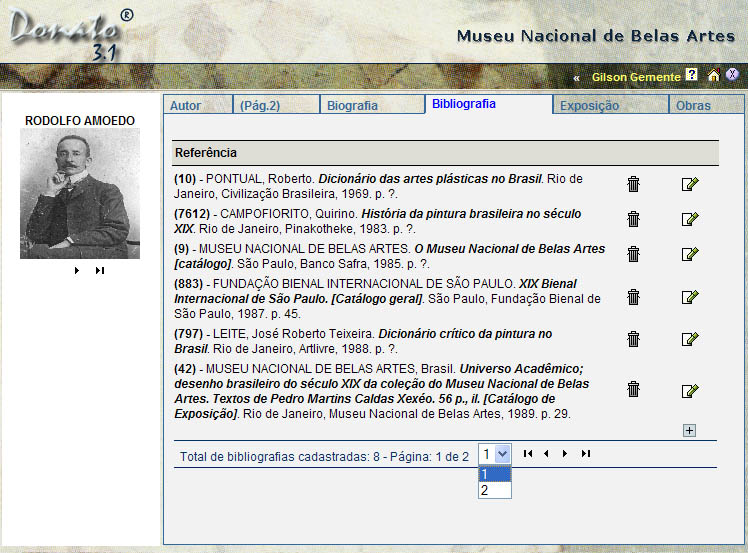 Donato ®
3.1
Museu Nacional de Belas Artes
« Gilson Gemente ? X
RODOLFO AMOEDO
Autor (Pág.2) Biografia Bibliografia Exposição Obras
Referência
(10) - PONTUAL, Roberto. Dicionário das artes plásticas no Brasil. Rio de
Janeiro, Civilização Brasileira, 1969. p. ?.
(7612) - CAMPOFIORITO, Quirino. História da pintura brasileira no século
XIX. Rio de Janeiro, Pinakotheke, 1983. p. ?.
(9) - MUSEU NACIONAL DE BELAS ARTES. O Museu Nacional de Belas Artes
[catálogo]. São Paulo, Banco Safra, 1985. p. ?.
(883) - FUNDAÇÃO BIENAL INTERNACIONAL DE SÃO PAULO. XIX Bienal
Internacional de São Paulo. [Catálogo geral]. São Paulo, Fundação Bienal de
São Paulo, 1987. p. 45.
(797) - LEITE, José Roberto Teixeira. Dicionário crítico da pintura no
Brasil. Rio de Janeiro, Artlivre, 1988. p. ?.
(42) - MUSEU NACIONAL DE BELAS ARTES, Brasil. Universo Acadêmico;
desenho brasileiro do século XIX da coleção do Museu Nacional de Belas
Artes. Textos de Pedro Martins Caldas Xexéo. 56 p., il. [Catálogo de
Exposição]. Rio de Janeiro, Museu Nacional de Belas Artes, 1989. p. 29.
+
Total de bibliografias cadastradas: 8 - Página: 1 de 2 1
1
2